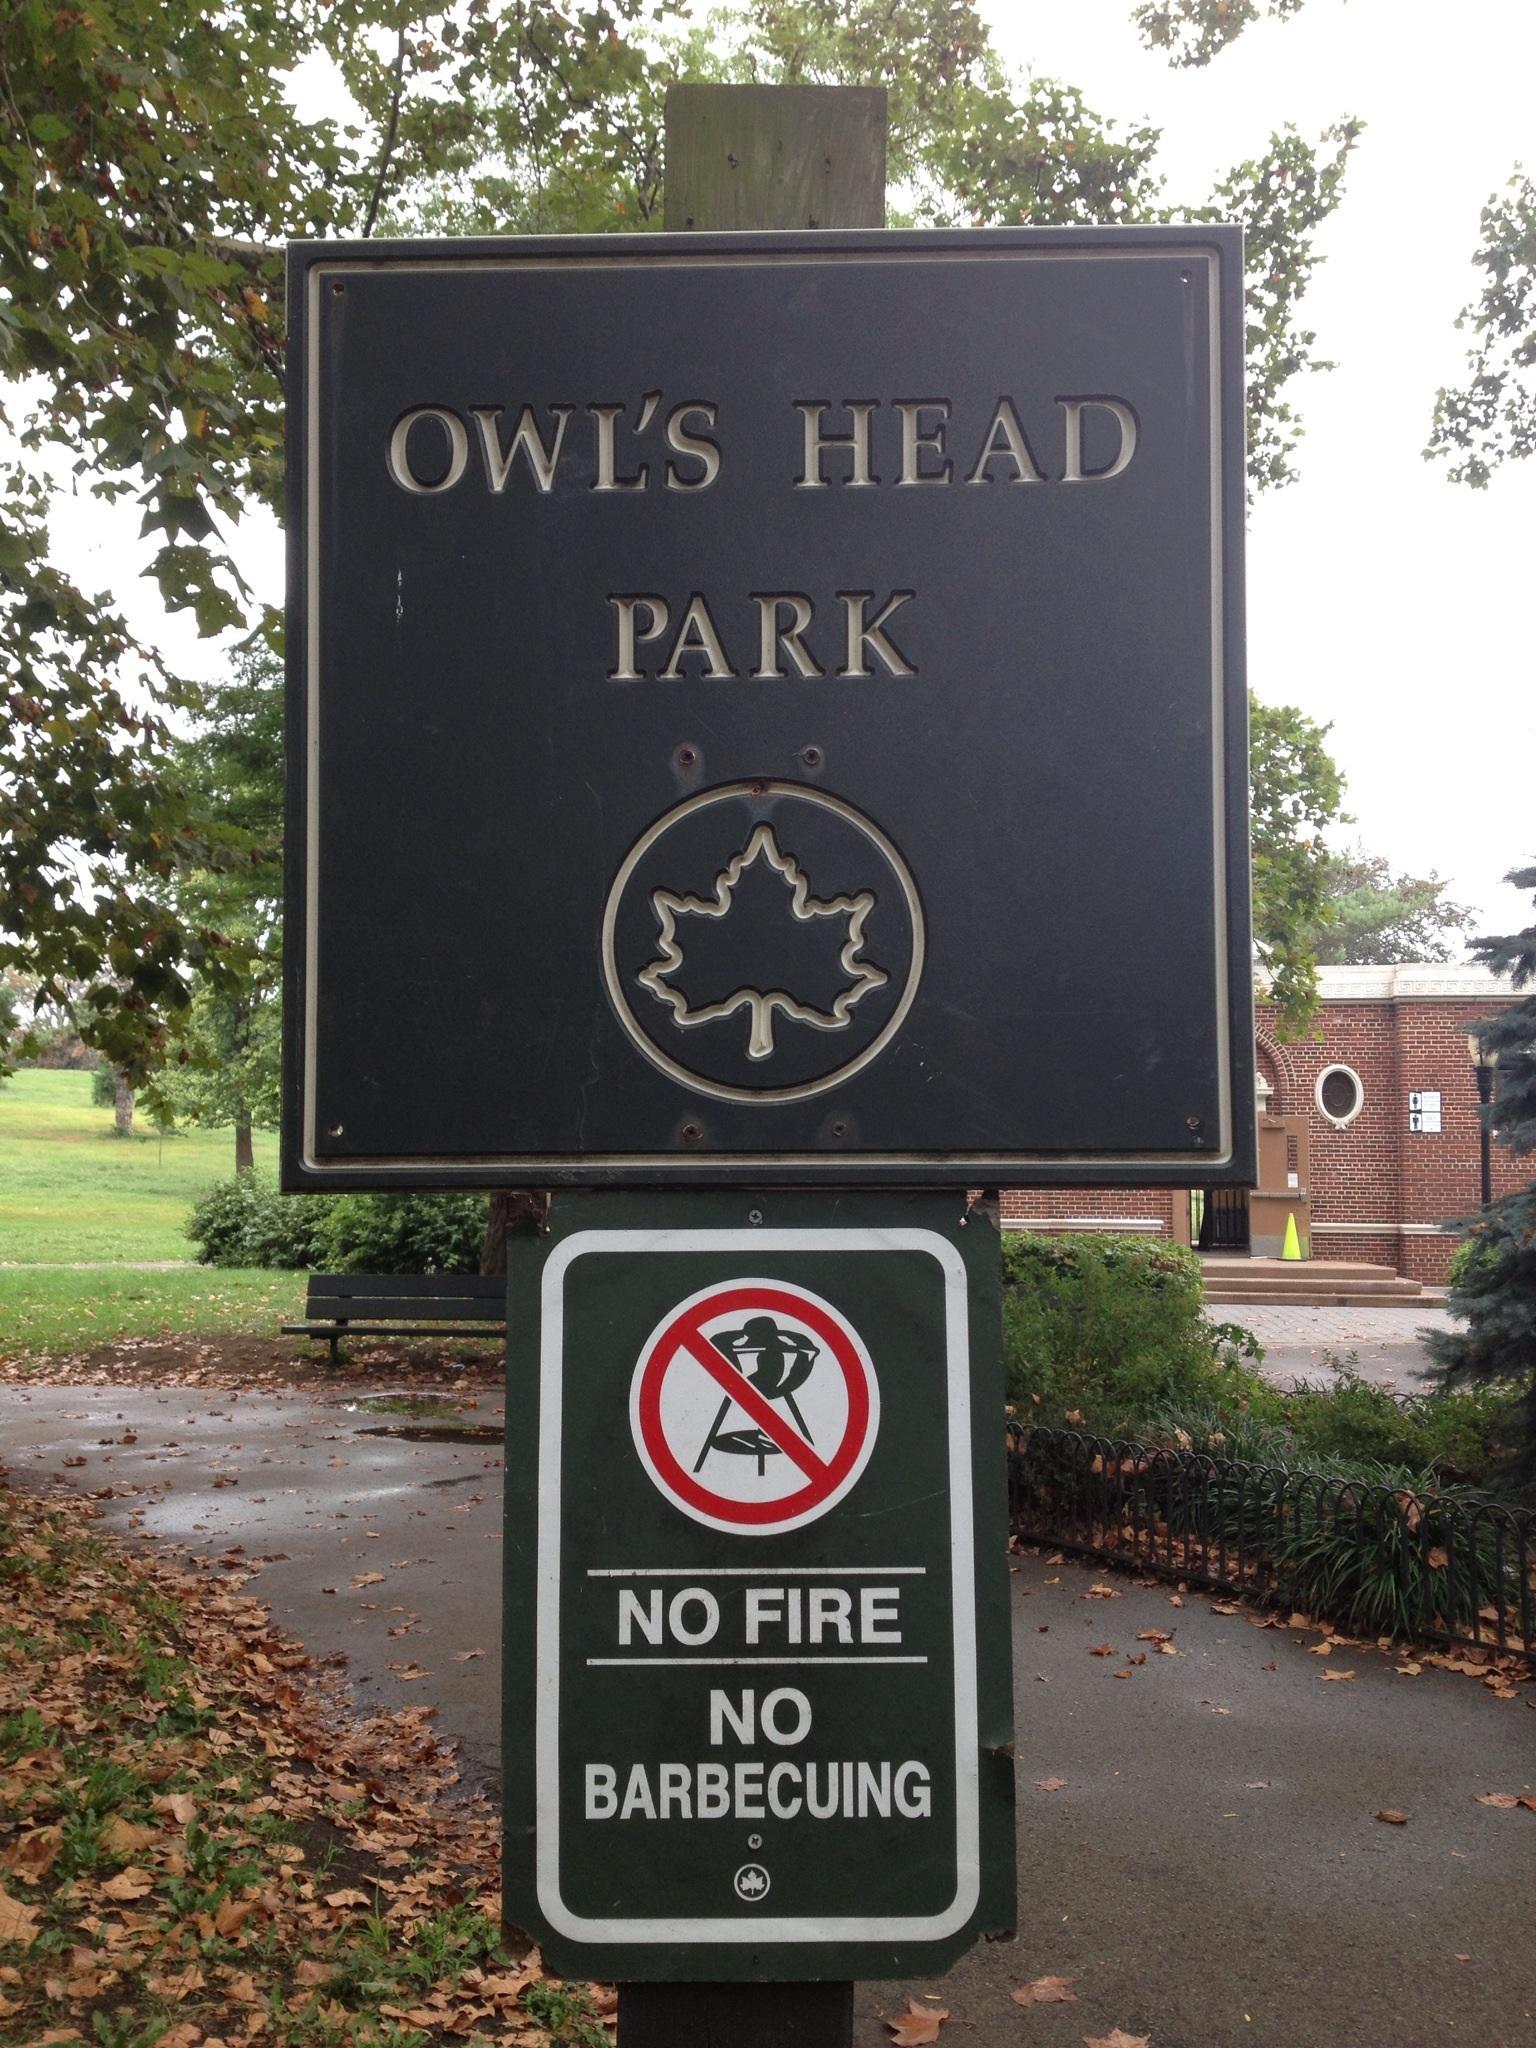 OWL'S HEAD
PARK
NO FIRE
NO
BARBECUING